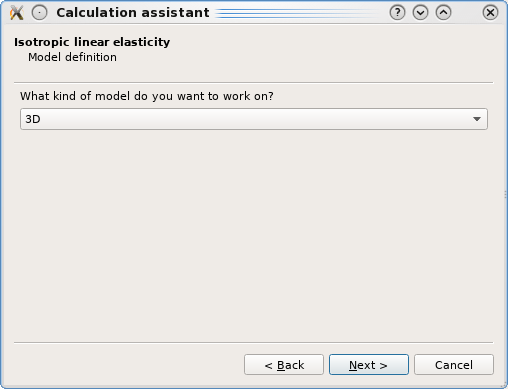 Calculation assistant
Isotropic linear elasticity
Model definition
What kind of model do you want to work on?
3D
< Back
Next >
Cancel